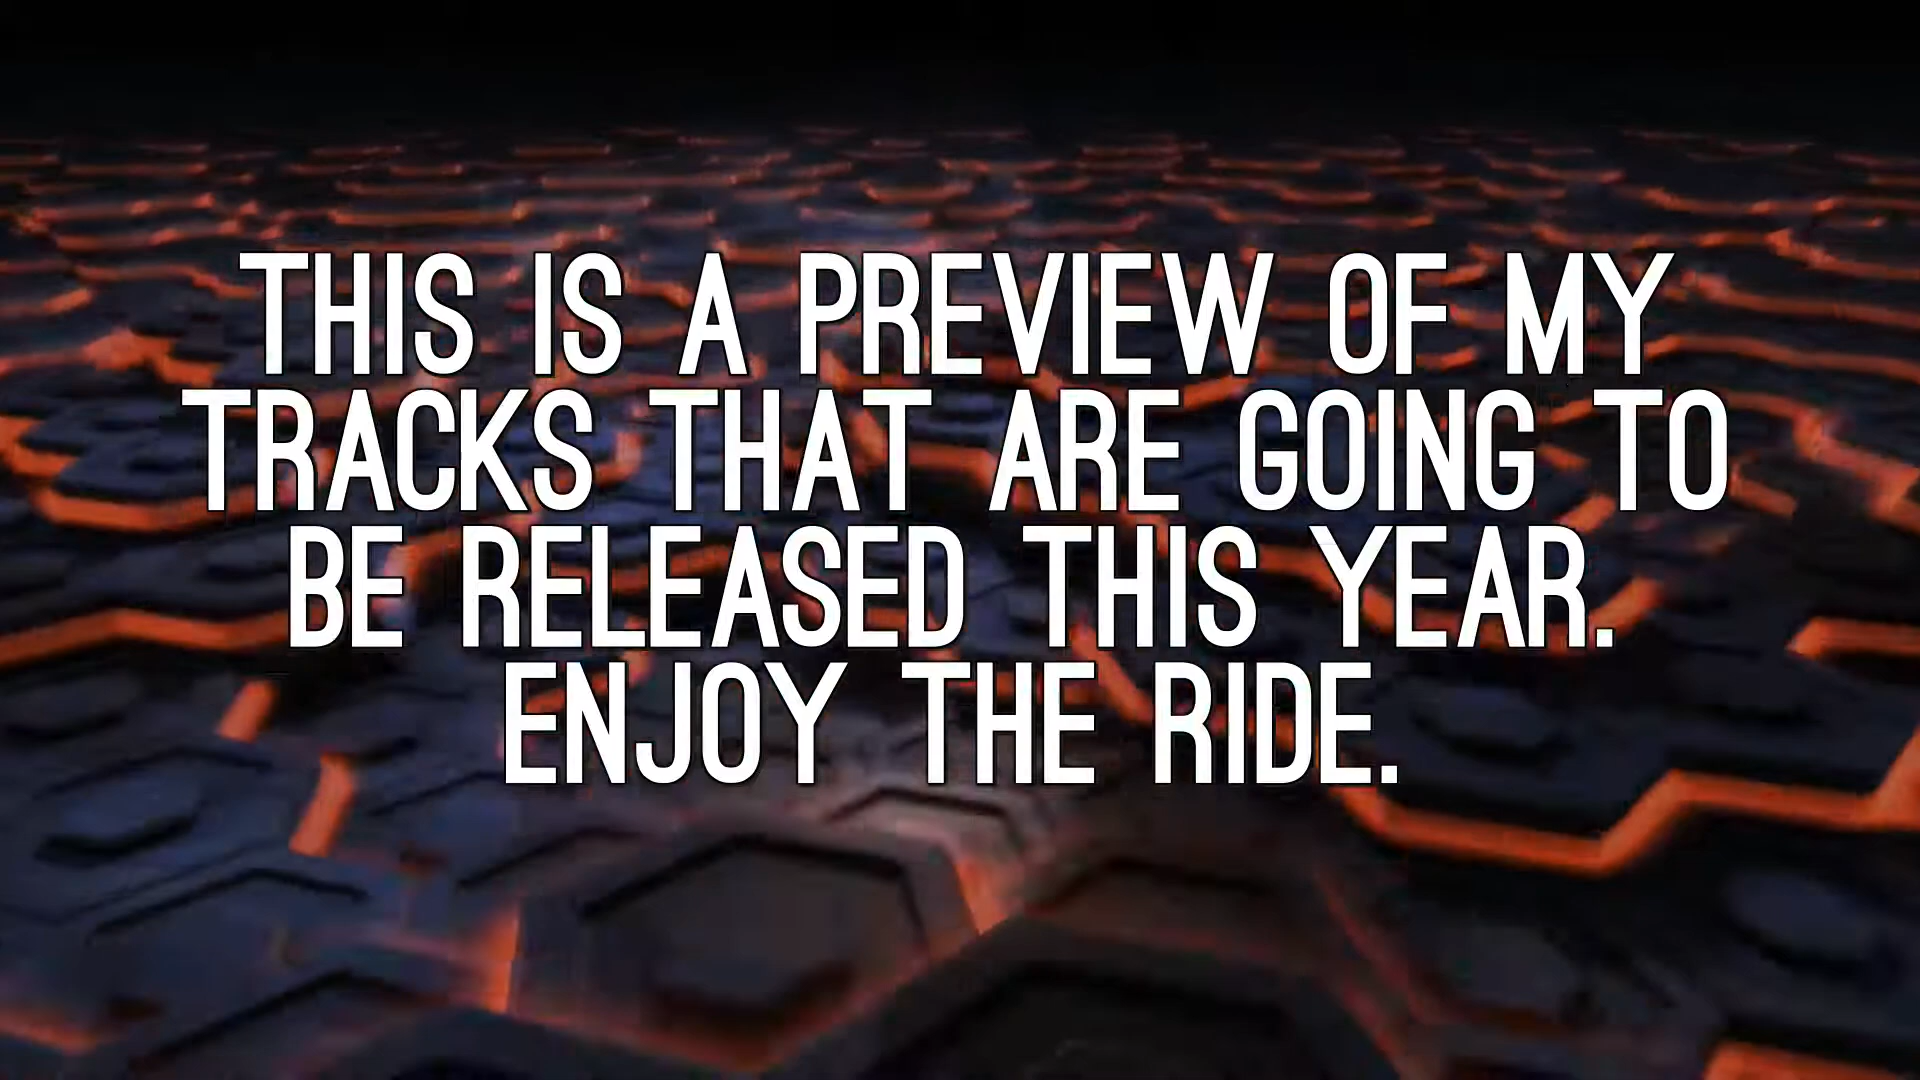 THIS IS A PREVIEW OF MY
TRACKS THAT ARE GOING TO
BE RELEASED THIS YEAR.
ENJOY THE RIDE.